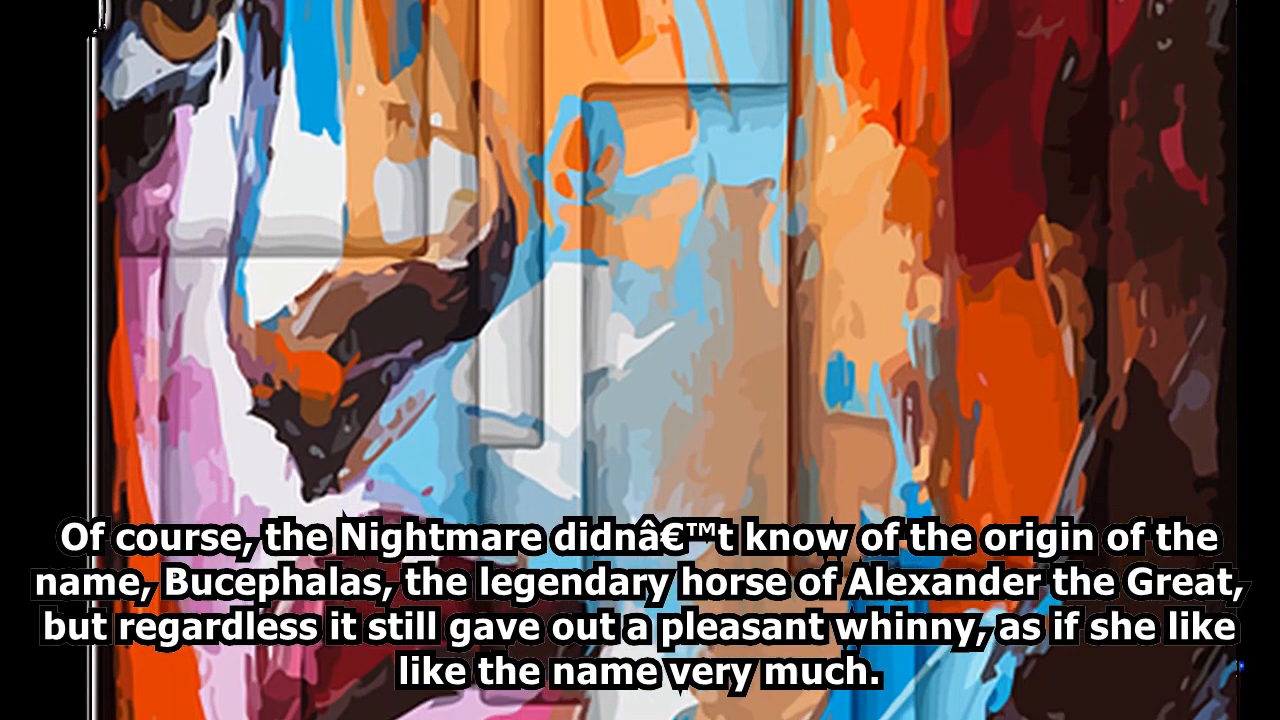 Of course, the Nightmare didnâ€™t know of the origin of the
name, Bucephalas, the legendary horse of Alexander the Great,
but regardless it still gave out a pleasant whinny, as if she like
like the name very much.